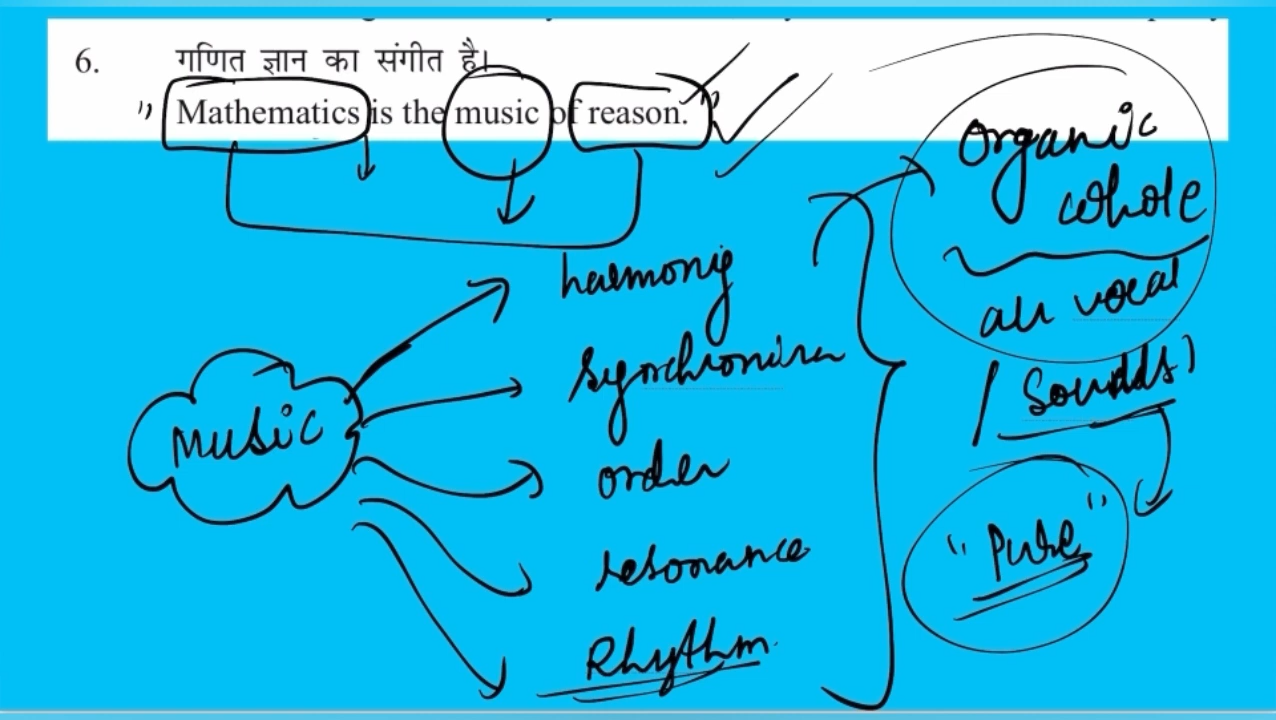 6. गणित ज्ञान का संगीत है।
"Mathematics is the music of reason."
organic
whole
all vocal
/ Sounds)
"Pure"
music
harmony
order
resonance
Rhythm